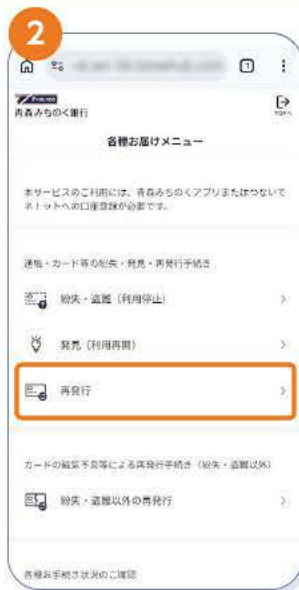 2
1
青森みちのく銀行
TOPへ
各種お届けメニュー
本サービスのご利用には、青森みちのくアプリまたはつないで
ネ！ットへの口座登録が必要です。
通帳・カード等の紛失・発見・再発行手続き
紛失・盗難（利用停止）
発見（利用再開）
再発行
カードの磁気不良等による再発行手続き（紛失・盗難以外）
紛失・盗難以外の再発行
各種お手続き状況のご確認